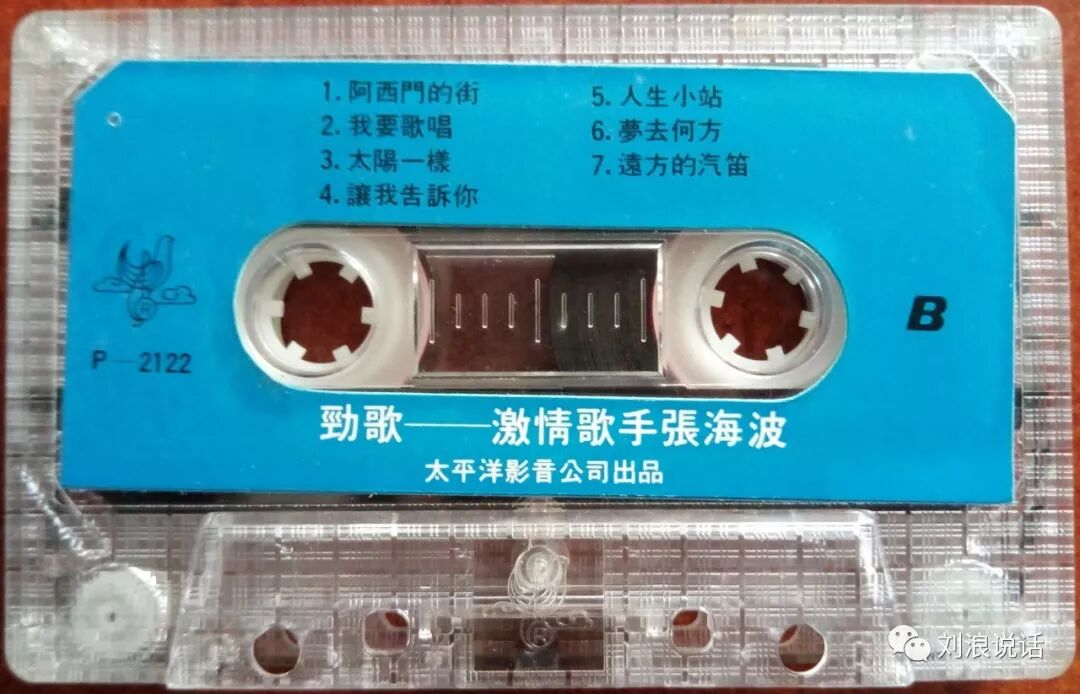 1. 阿西門的街
2. 我要歌唱
3. 太陽一樣
4. 讓我告訴你
5. 人生小站
6. 夢去何方
7. 遠方的汽笛
R
P—2122
B
勁歌——激情歌手張海波
太平洋影音公司出品
R
刘浪说话